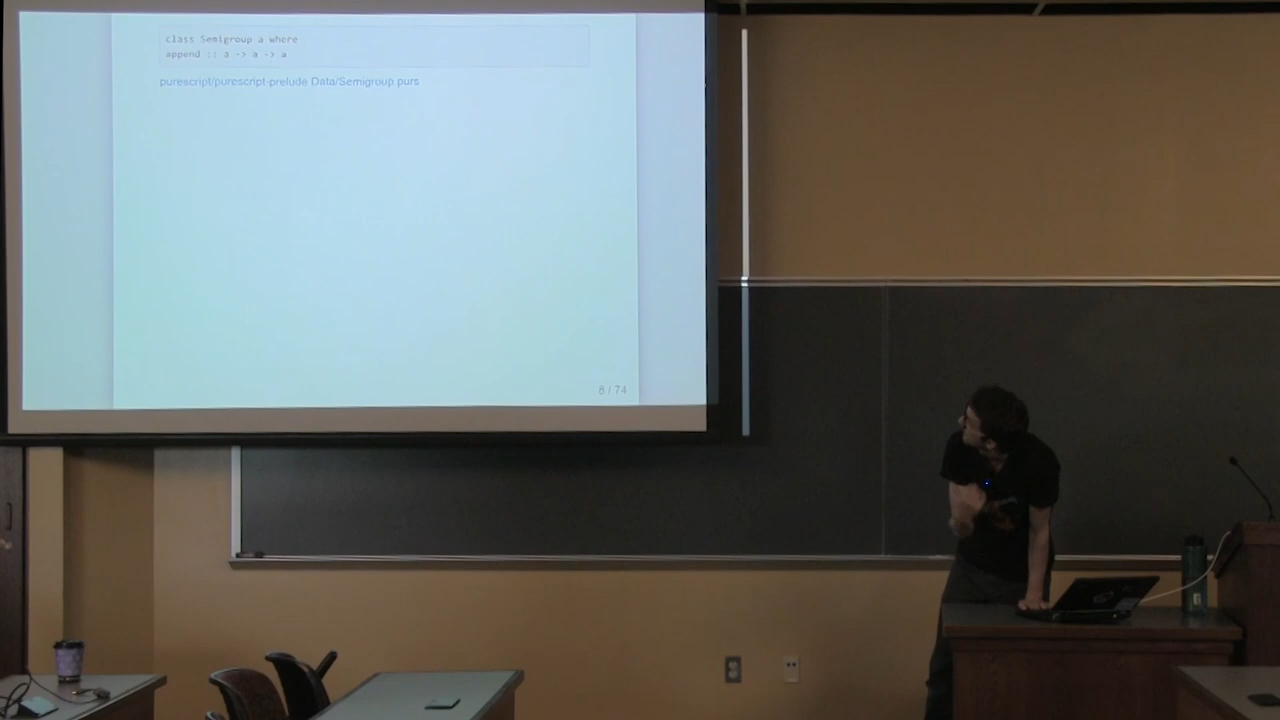 class Semigroup a where
append :: a -> a -> a
purescript/purescript-prelude Data/Semigroup.purs
8 / 74